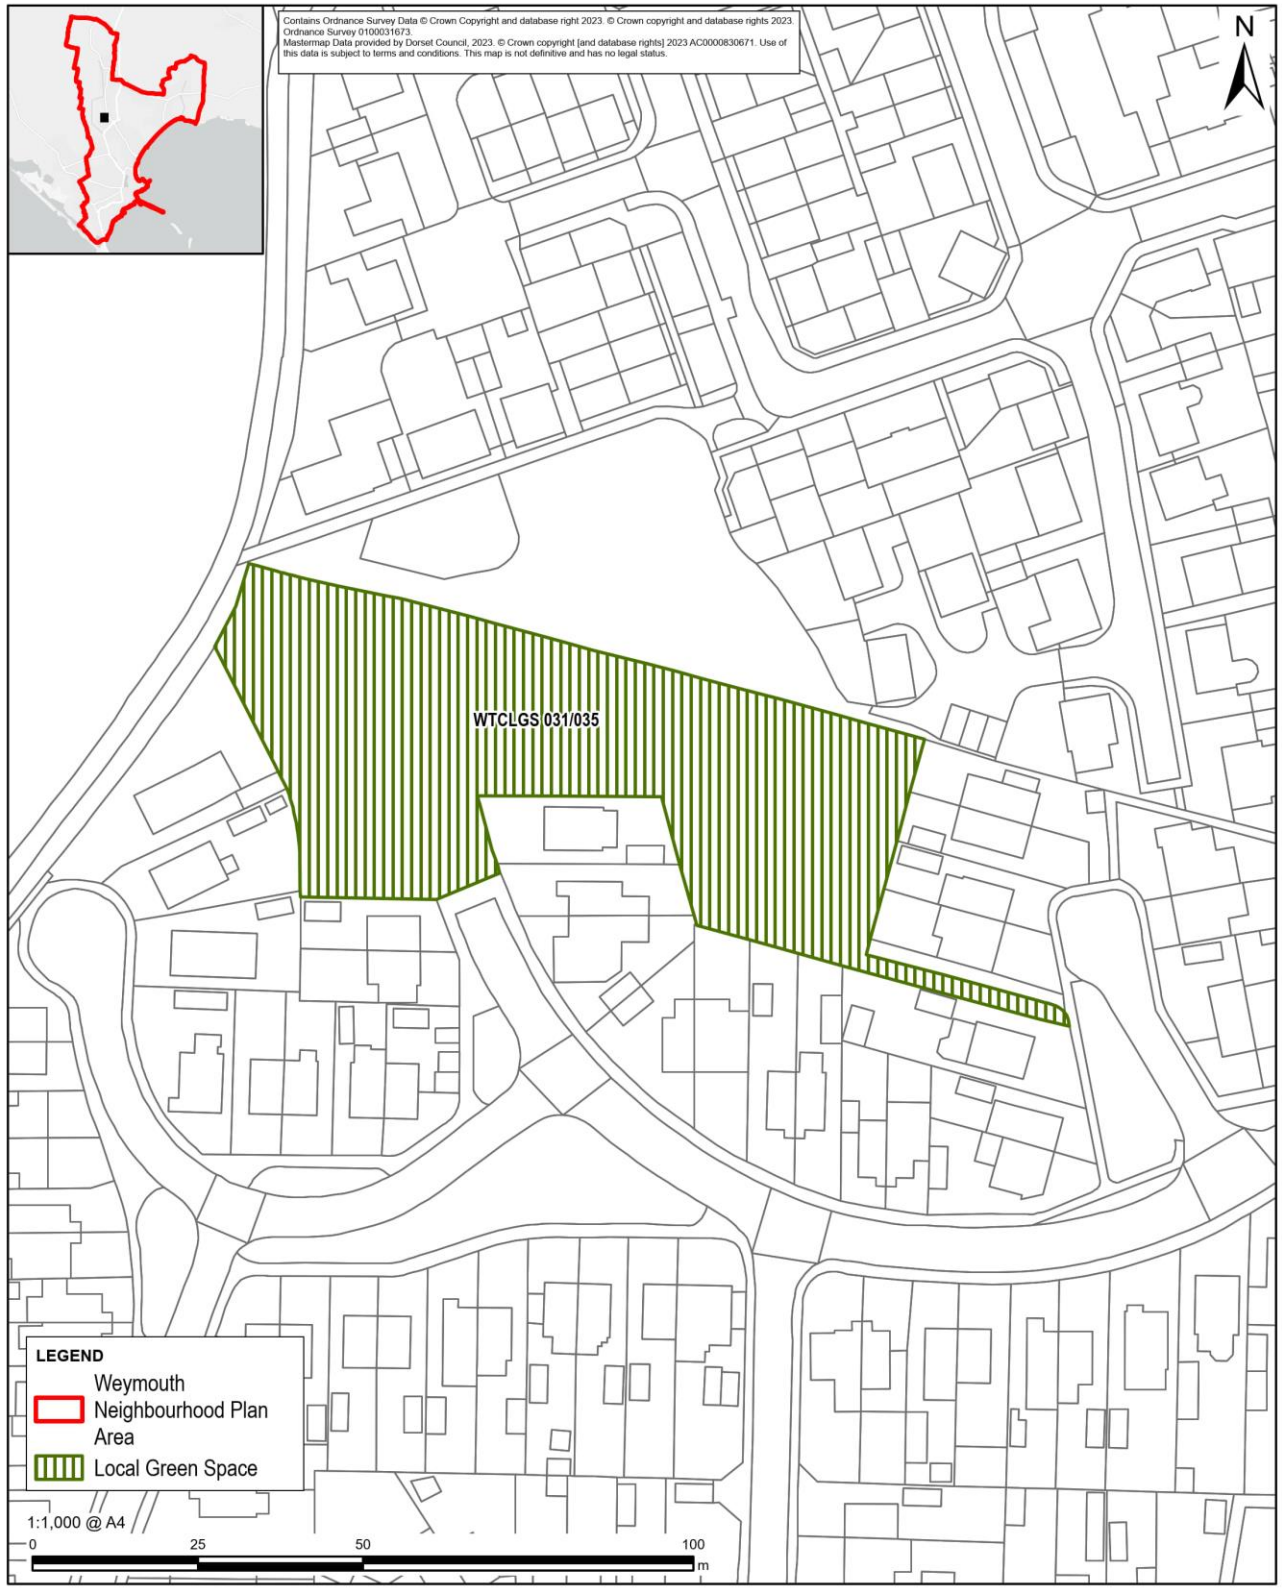 Contains Ordnance Survey Data © Crown Copyright and database right 2023. © Crown copyright and database rights 2023.
Ordnance Survey 0100031673.
Mastermap Data provided by Dorset Council, 2023. © Crown copyright [and database rights] 2023 AC0000830671. Use of
this data is subject to terms and conditions. This map is not definitive and has no legal status.
N
WTCLGS 031/035
LEGEND
Weymouth
Neighbourhood Plan
Area
Local Green Space
1:1,000 @ A4
0 25 50 100
m